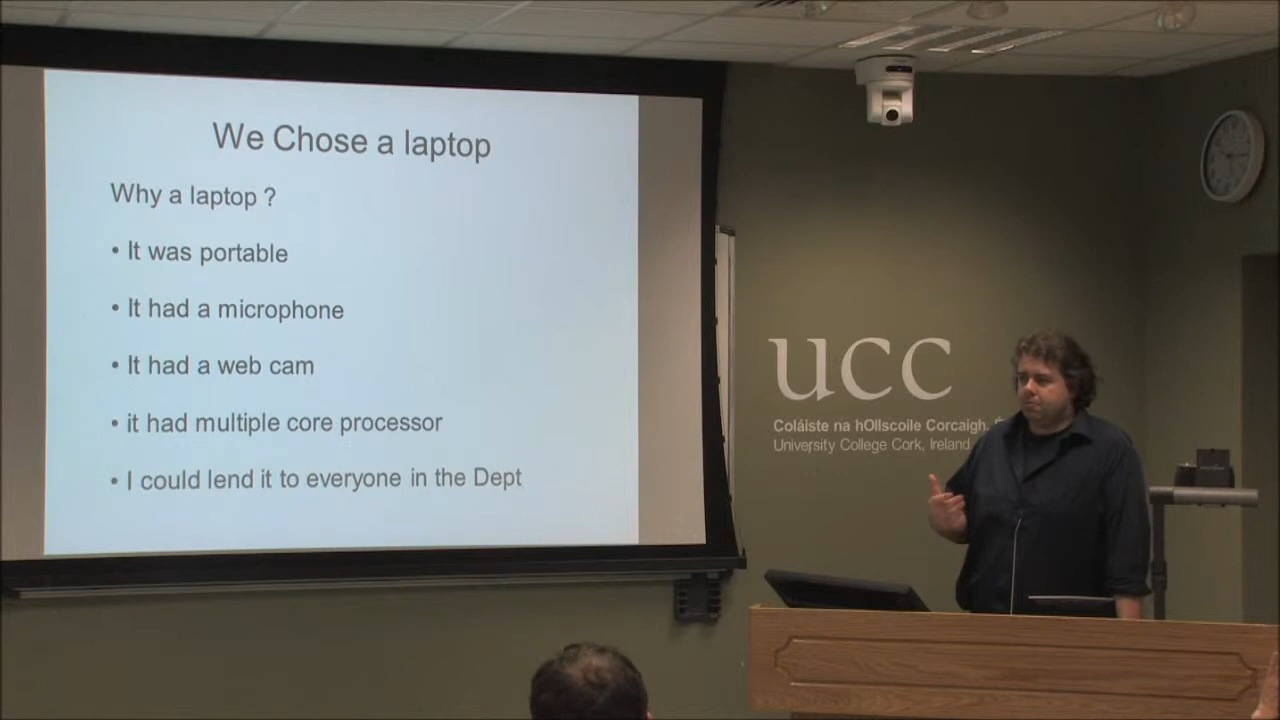 We Chose a laptop
Why a laptop ?
• It was portable
• It had a microphone
• It had a web cam
• it had multiple core processor
• I could lend it to everyone in the Dept
UCC
Coláiste na hOllscoile Corcaigh,
University College Cork, Ireland